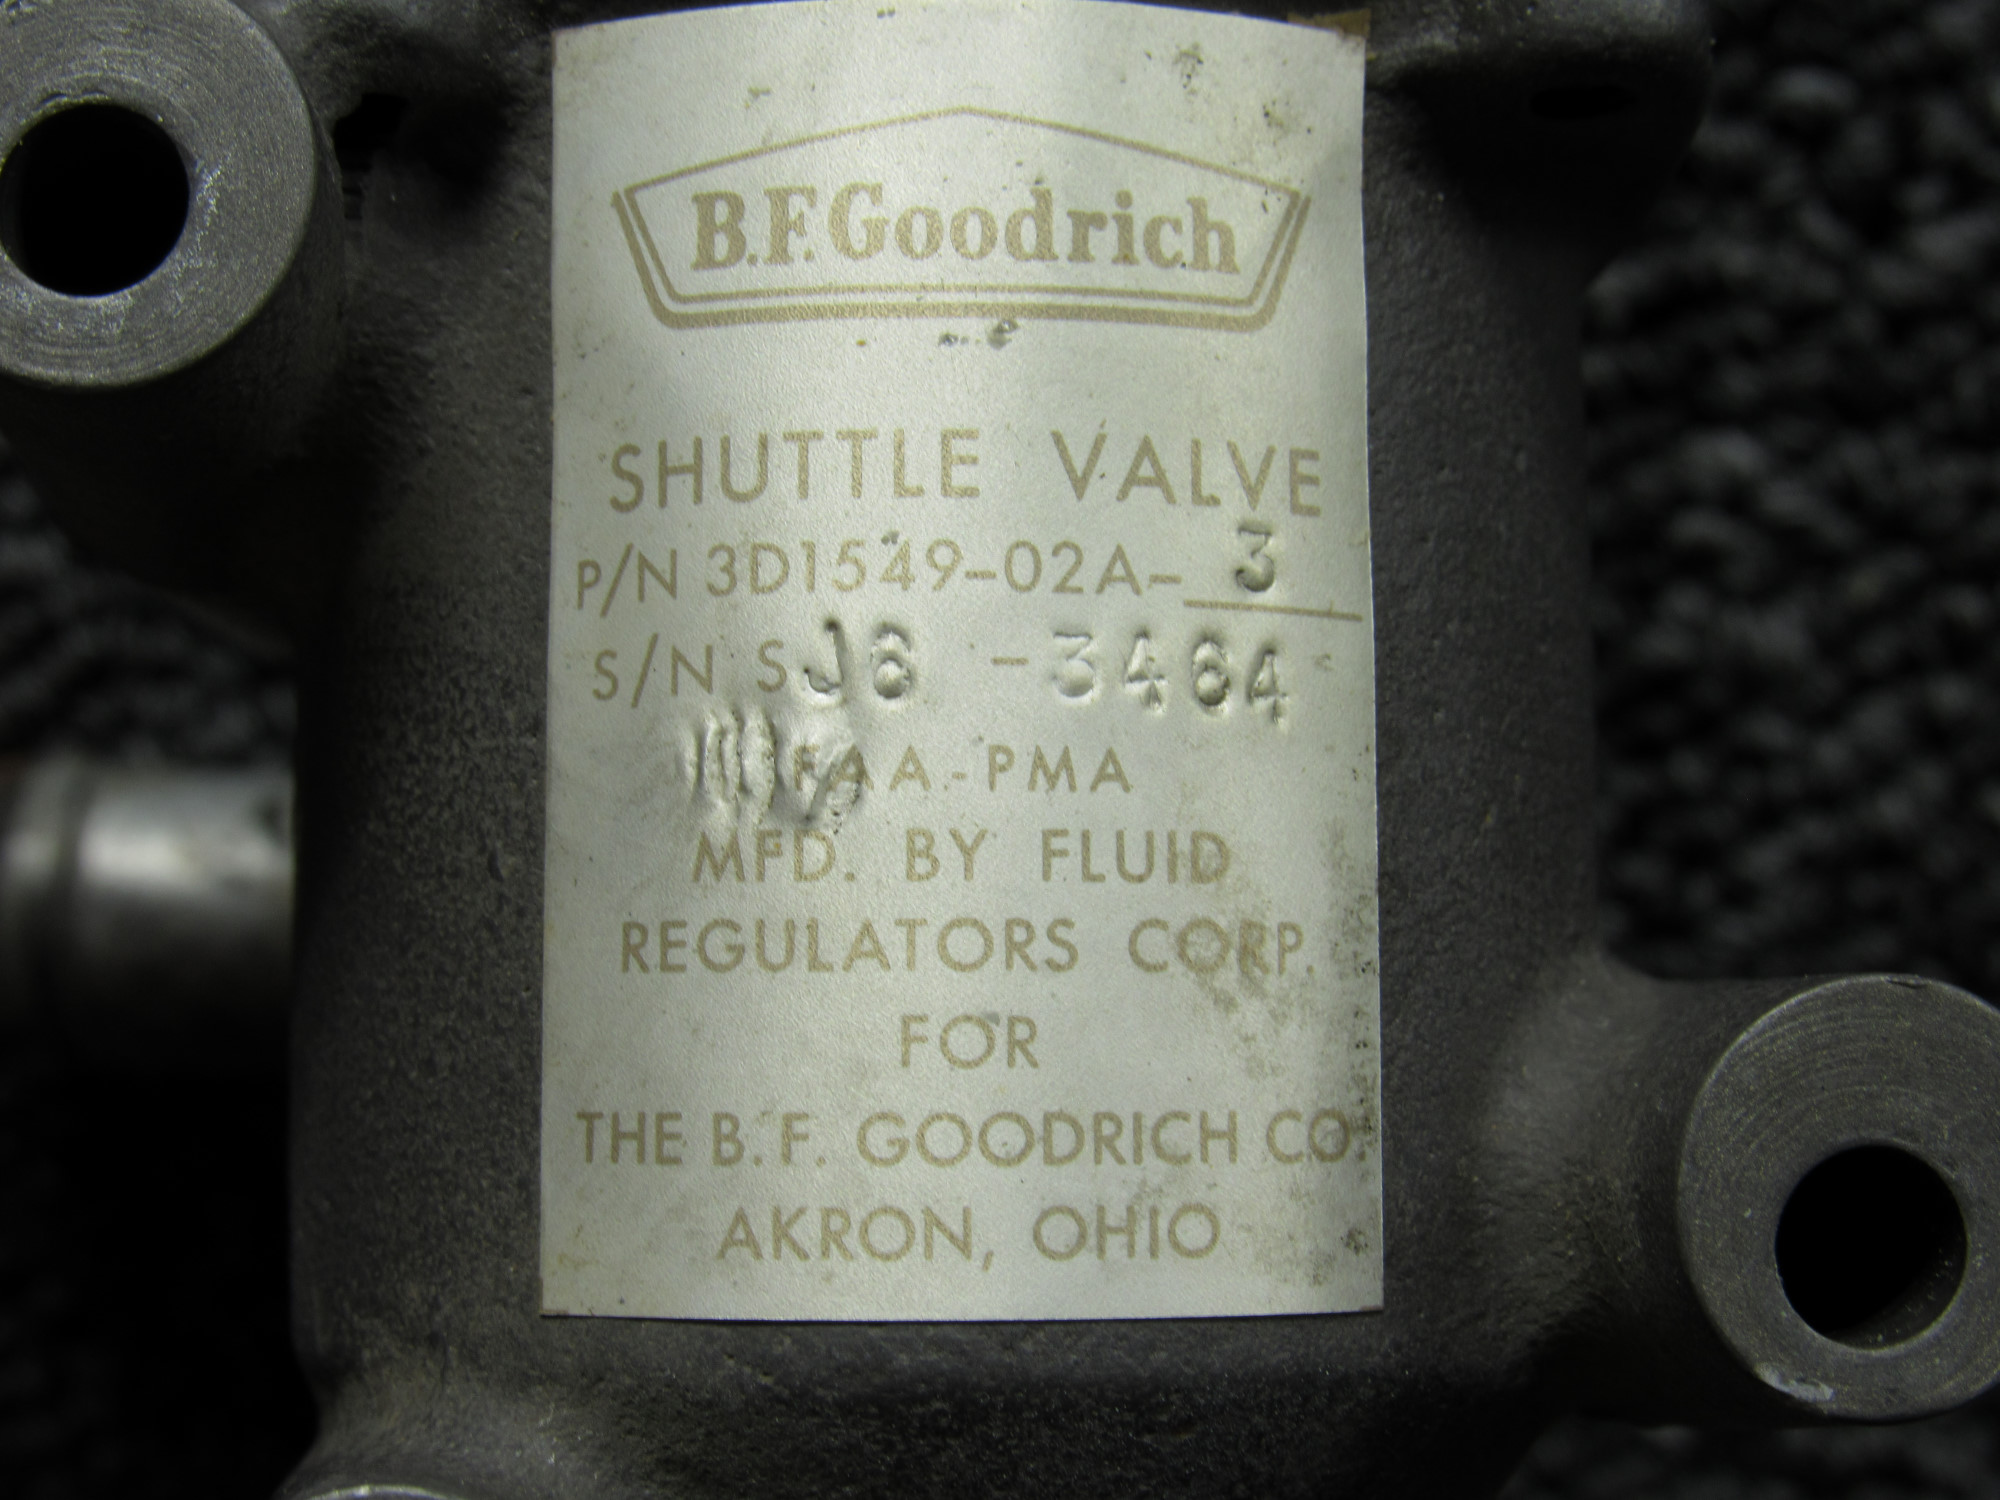 B.F.Goodrich
SHUTTLE VALVE
P/N 3D1549-02A-3
S/N SJ6 -3464
FAA-PMA
MFD. BY FLUID
REGULATORS CORP.
FOR
THE B.F. GOODRICH CO.
AKRON, OHIO